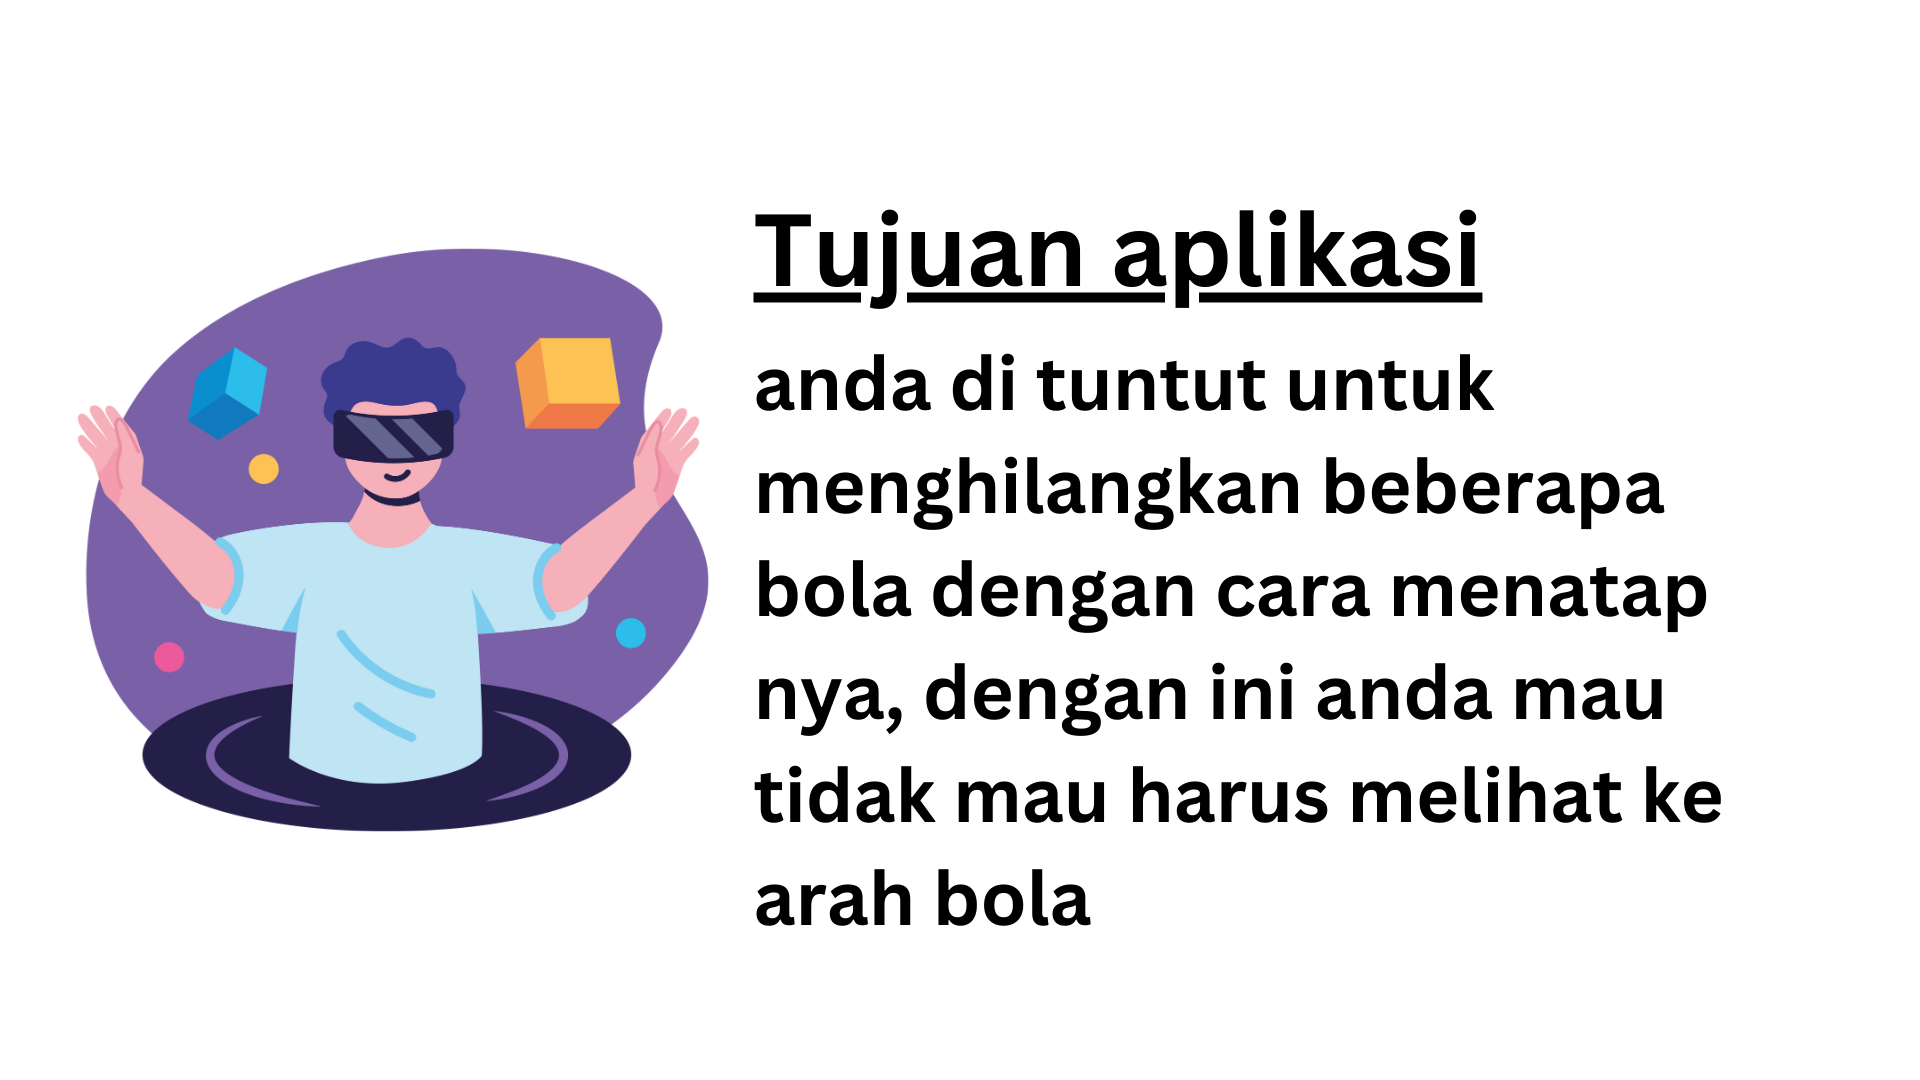 Tujuan aplikasi
anda di tuntut untuk
menghilangkan beberapa
bola dengan cara menatap
nya, dengan ini anda mau
tidak mau harus melihat ke
arah bola